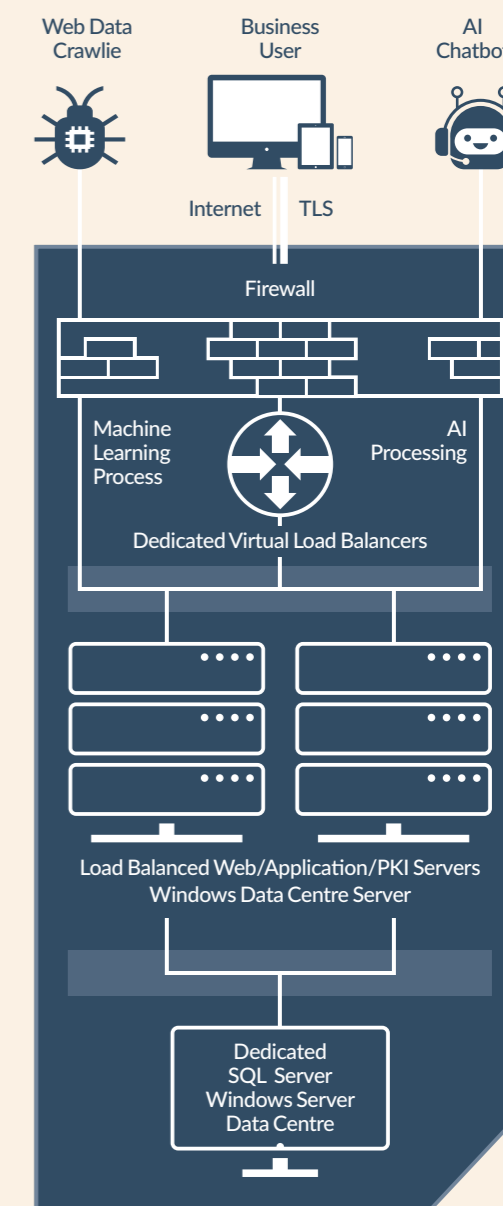 Web Data
Crawlie
Business
User
AI
Chatbot
Internet
TLS
Firewall
Machine
Learning
Process
AI
Processing
Dedicated Virtual Load Balancers
Load Balanced Web/Application/PKI Servers
Windows Data Centre Server
Dedicated
SQL Server
Windows Server
Data Centre